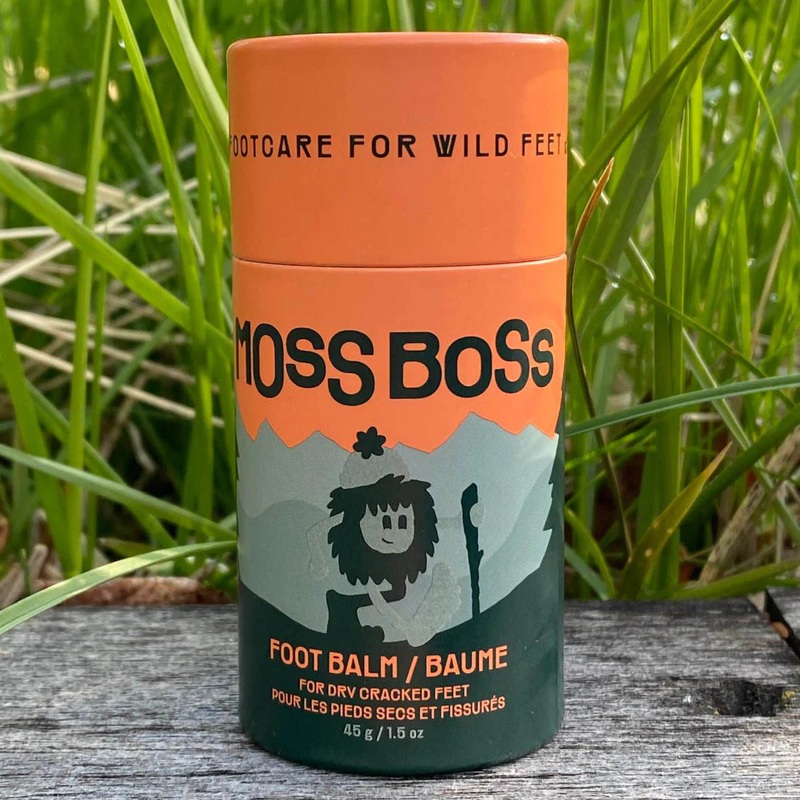 FOOTCARE FOR WILD FEET
MOSS BOSS
FOOT BALM / BAUME
FOR DRY CRACKED FEET
POUR LES PIEDS SECS ET FISSURÉS
45 g / 1.5 oz